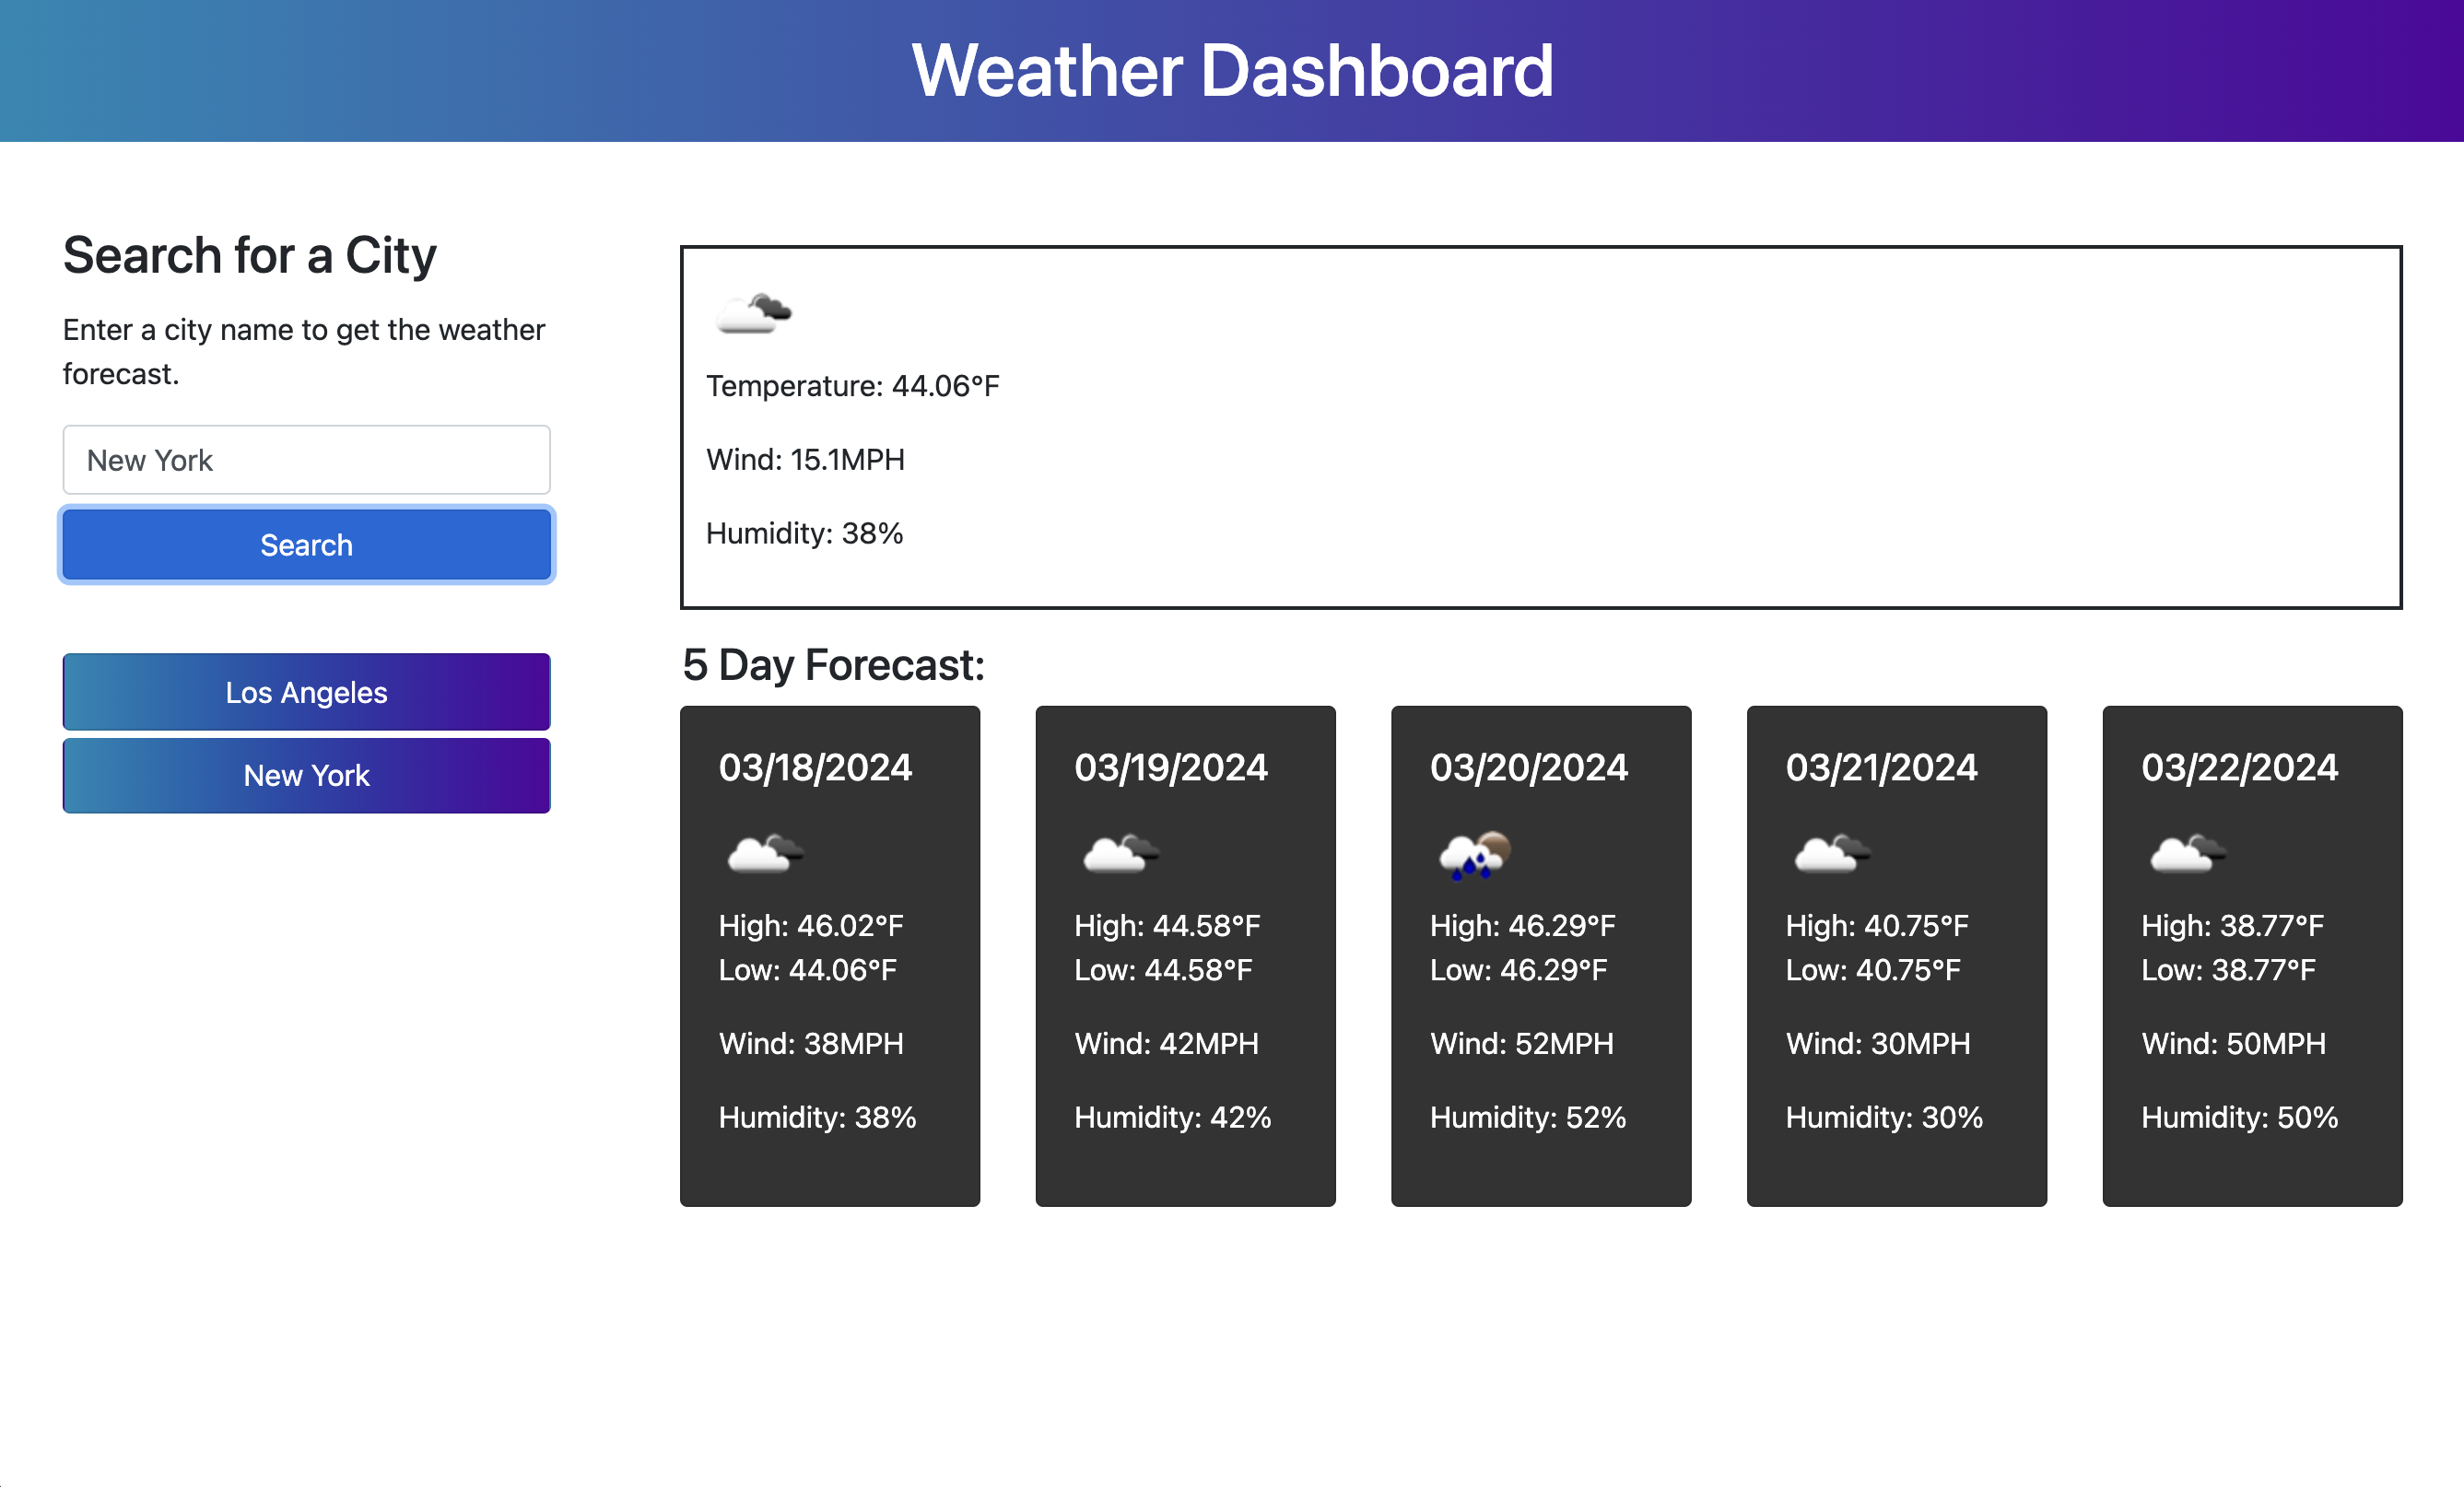 Weather Dashboard
Search for a City
Enter a city name to get the weather
forecast.
New York
Search
Los Angeles
New York
Temperature: 44.06°F
Wind: 15.1MPH
Humidity: 38%
5 Day Forecast:
03/18/2024
High: 46.02°F
Low: 44.06°F
Wind: 38MPH
Humidity: 38%
03/19/2024
High: 44.58°F
Low: 44.58°F
Wind: 42MPH
Humidity: 42%
03/20/2024
High: 46.29°F
Low: 46.29°F
Wind: 52MPH
Humidity: 52%
03/21/2024
High: 40.75°F
Low: 40.75°F
Wind: 30MPH
Humidity: 30%
03/22/2024
High: 38.77°F
Low: 38.77°F
Wind: 50MPH
Humidity: 50%